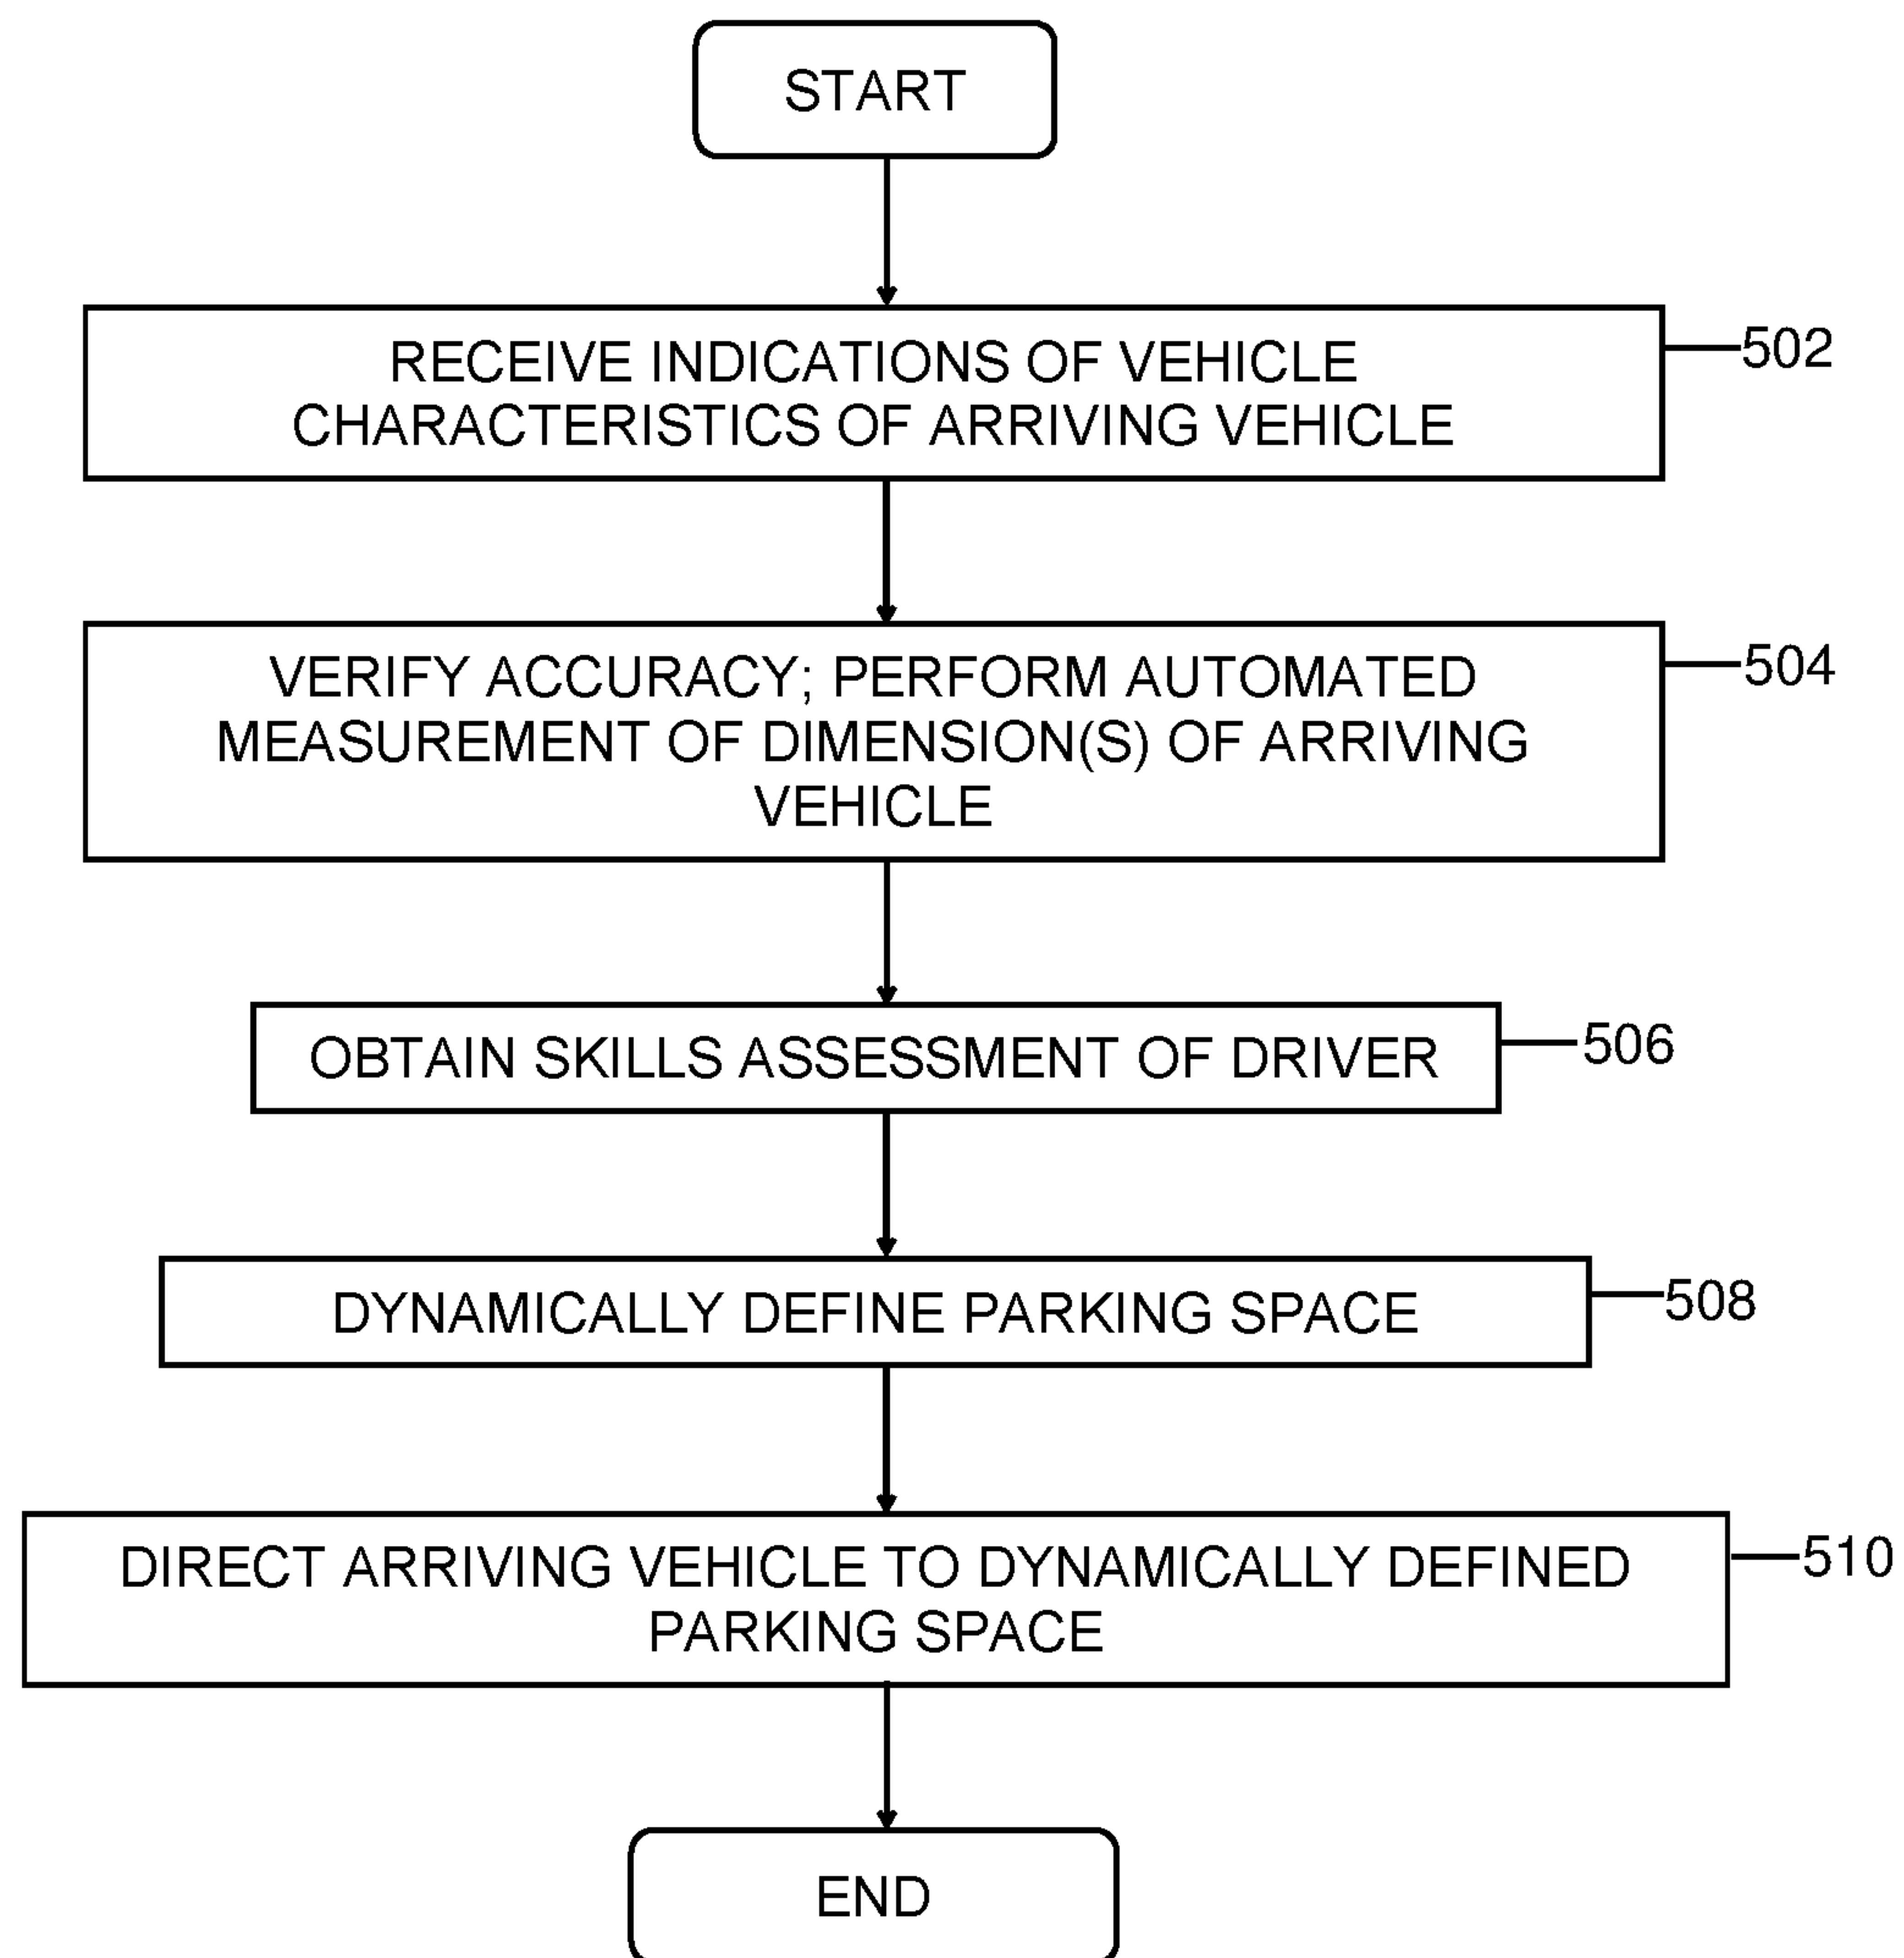 START
RECEIVE INDICATIONS OF VEHICLE
CHARACTERISTICS OF ARRIVING VEHICLE
502
VERIFY ACCURACY; PERFORM AUTOMATED
MEASUREMENT OF DIMENSION(S) OF ARRIVING
VEHICLE
504
OBTAIN SKILLS ASSESSMENT OF DRIVER
506
DYNAMICALLY DEFINE PARKING SPACE
508
DIRECT ARRIVING VEHICLE TO DYNAMICALLY DEFINED
PARKING SPACE
510
END